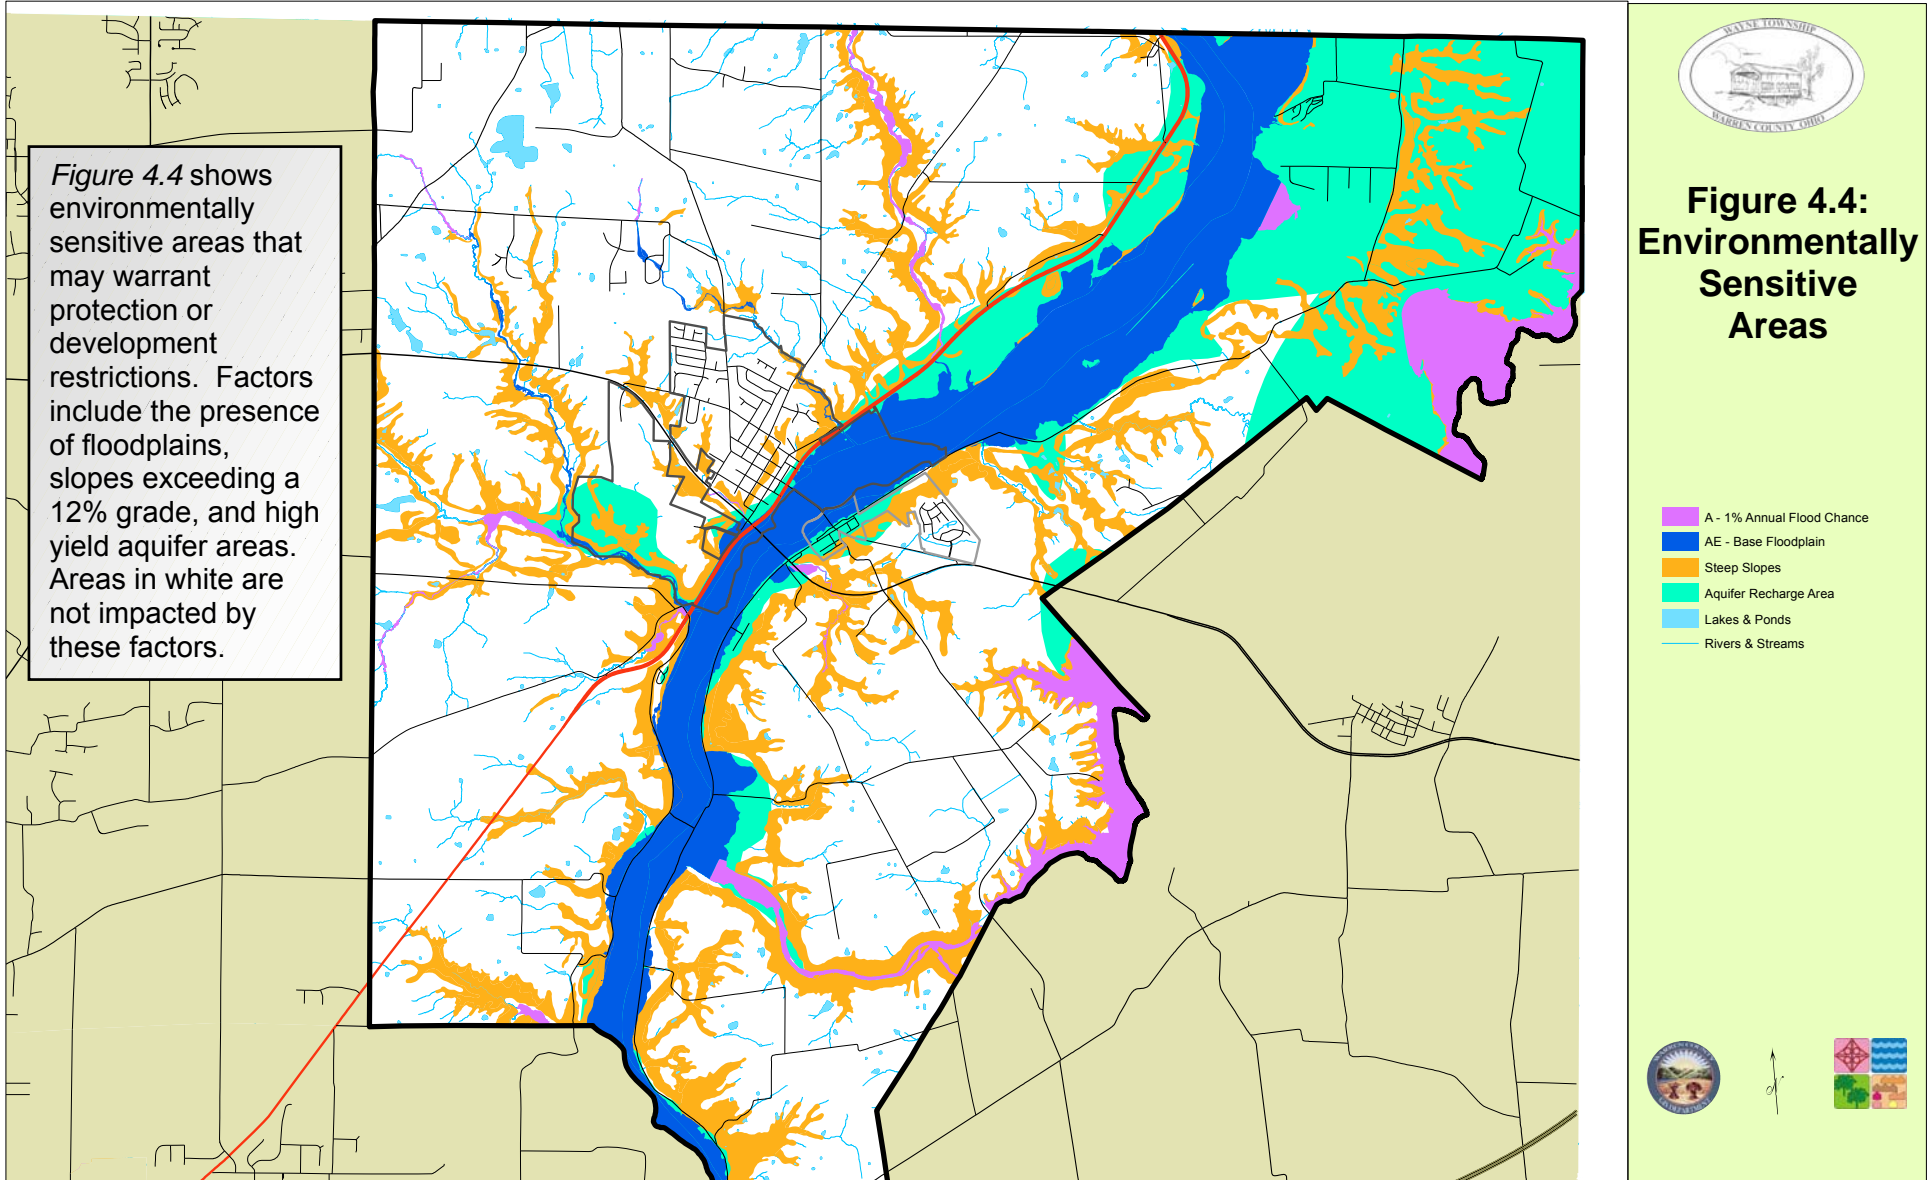 Figure 4.4 shows
environmentally
sensitive areas that
may warrant
protection or
development
restrictions. Factors
include the presence
of floodplains,
slopes exceeding a
12% grade, and high
yield aquifer areas.
Areas in white are
not impacted by
these factors.
WAYNE TOWNSHIP
WARREN COUNTY OHIO
Figure 4.4:
Environmentally
Sensitive
Areas
A - 1% Annual Flood Chance
AE - Base Floodplain
Steep Slopes
Aquifer Recharge Area
Lakes & Ponds
Rivers & Streams